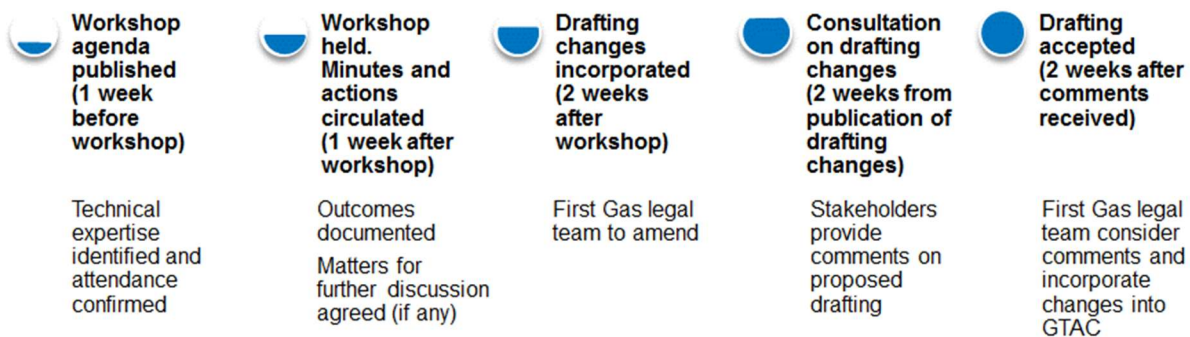 Workshop
agenda
published
(1 week
before
workshop)
Technical
expertise
identified and
attendance
confirmed
Workshop
held.
Minutes and
actions
circulated
(1 week after
workshop)
Outcomes
documented
Matters for
further discussion
agreed (if any)
Drafting
changes
incorporated
(2 weeks
after
workshop)
First Gas legal
team to amend
Consultation
on drafting
changes
(2 weeks from
publication of
drafting
changes)
Stakeholders
provide
comments on
proposed
drafting
Drafting
accepted
(2 weeks after
comments
received)
First Gas legal
team consider
comments and
incorporate
changes into
GTAC